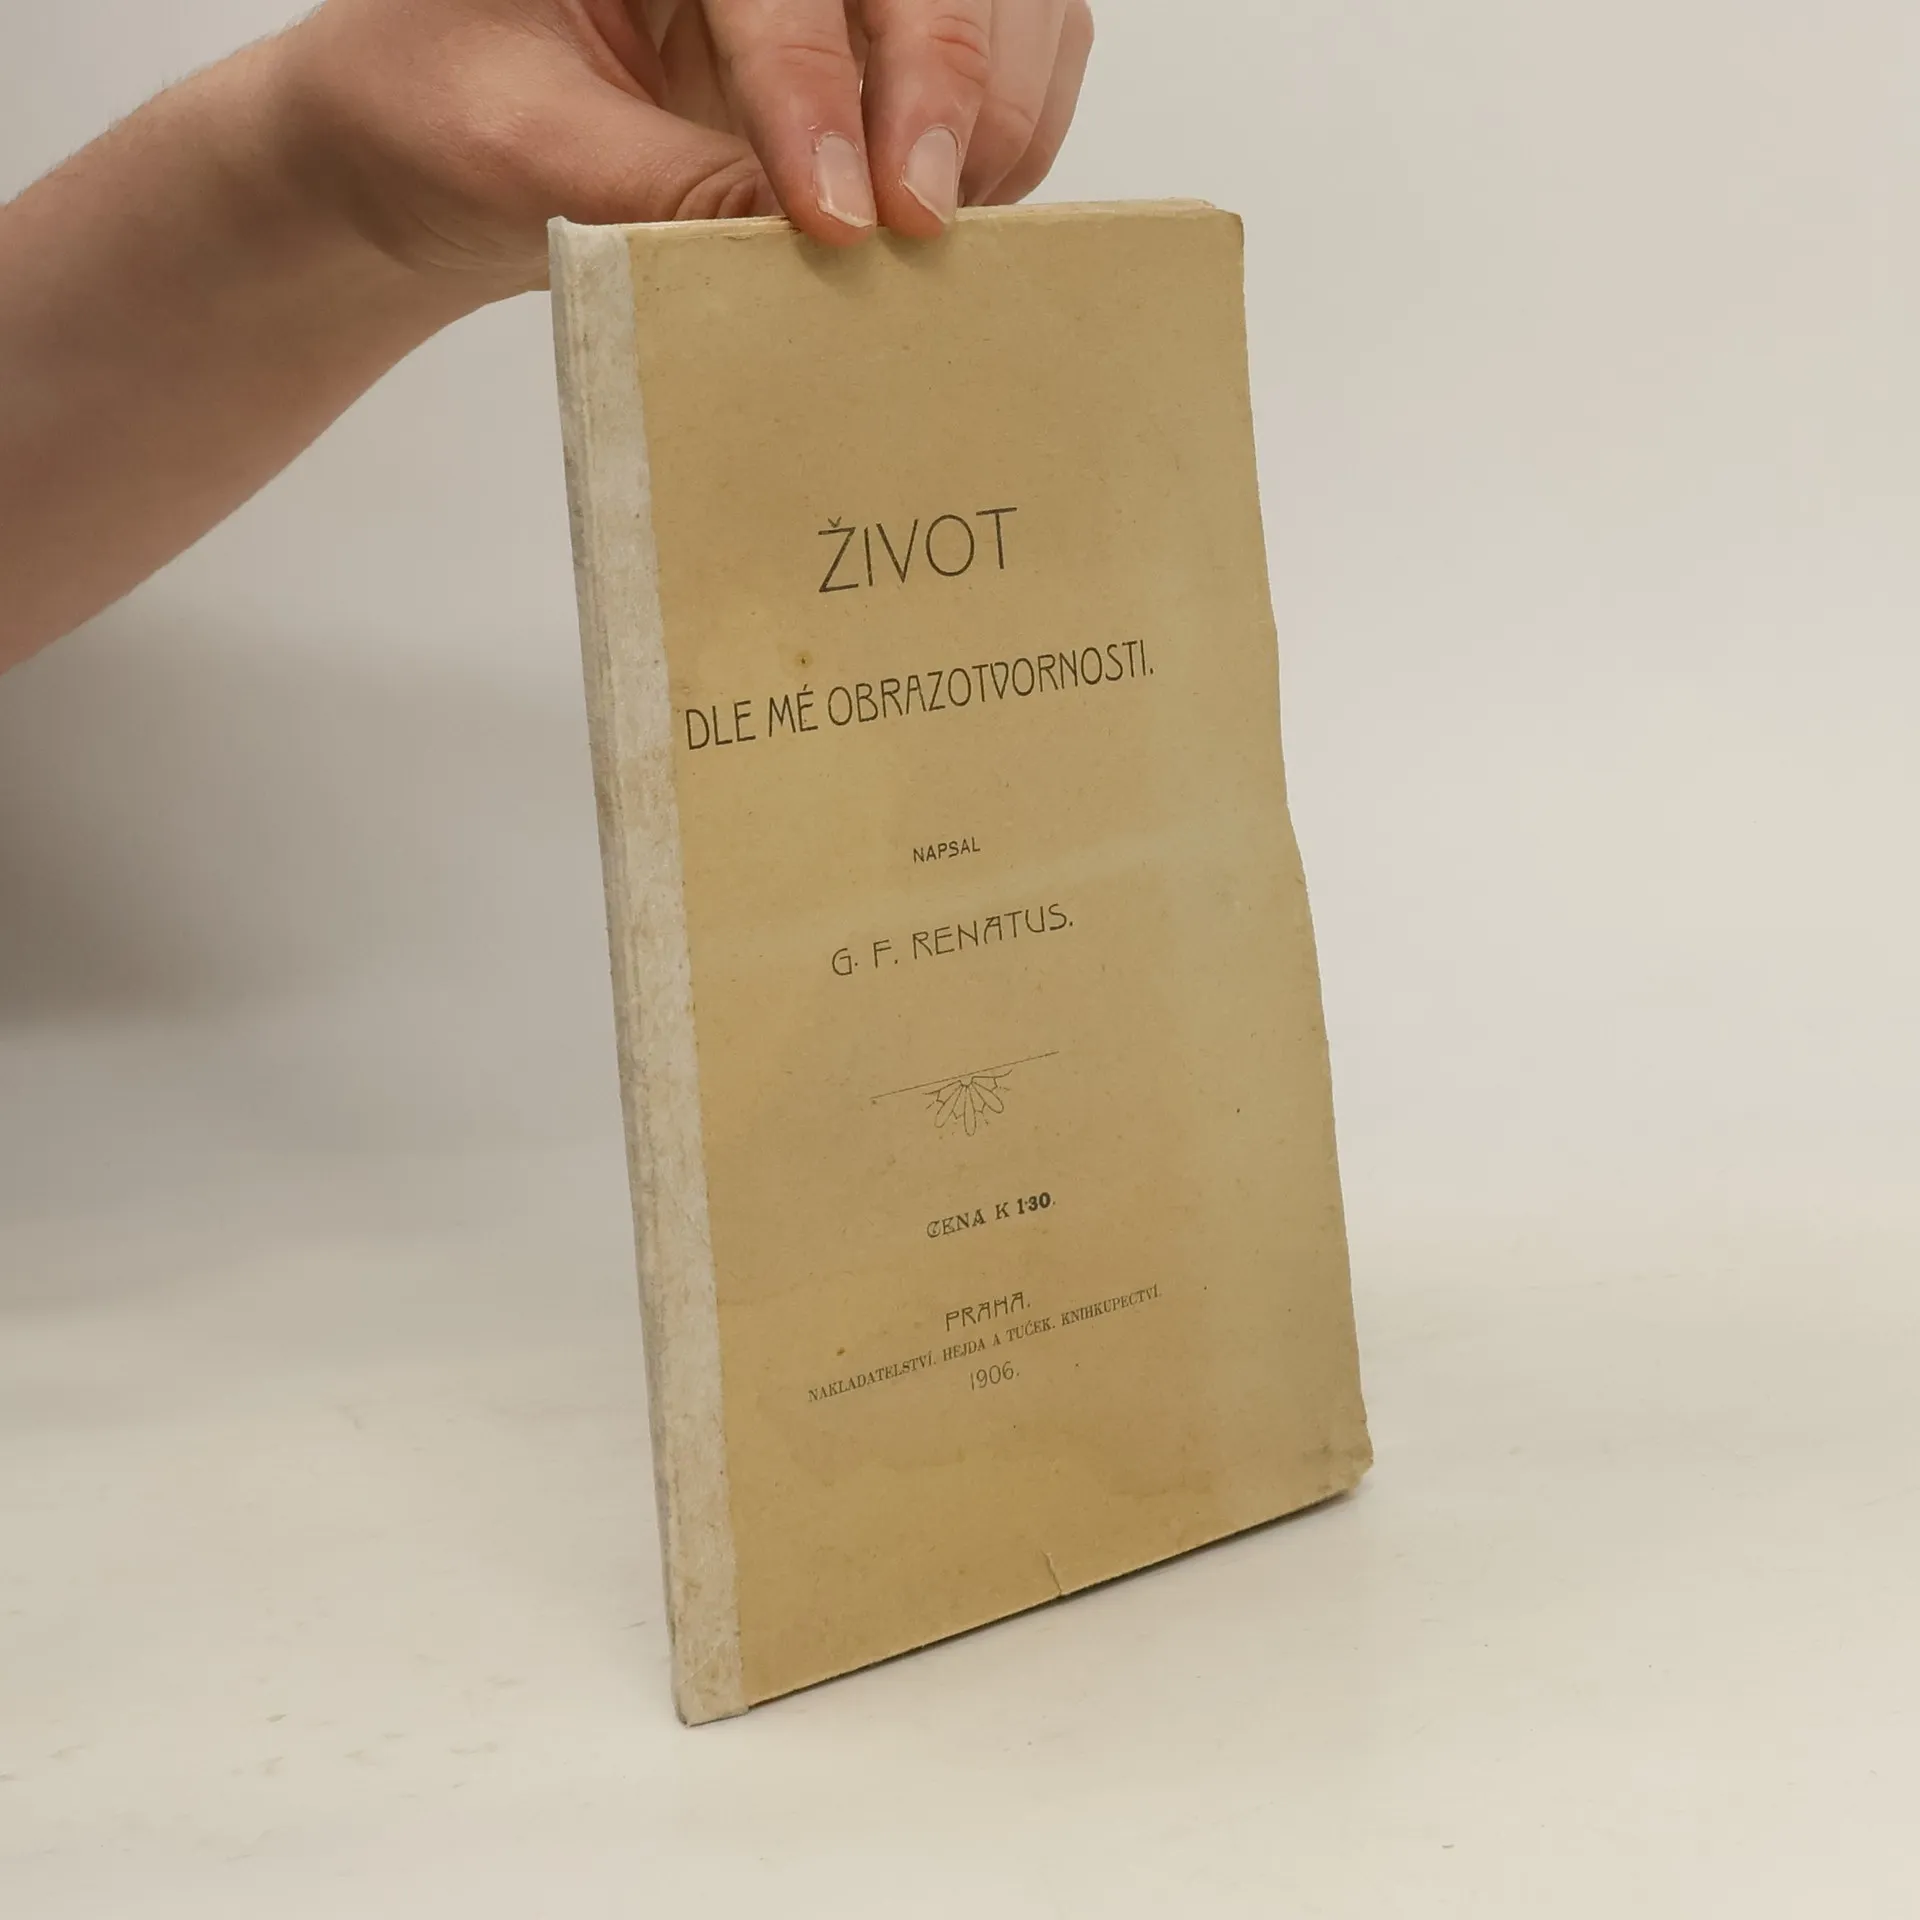 ŽIVOT
DLE MÉ OBRAZOTVORNOSTI.
NAPSAL
G. F. RENATUS.
CENA K 1·30.
PRAHA.
NAKLADATELSTVÍ. HEJDA A TUČEK. KNIHKUPECTVÍ.
1906.